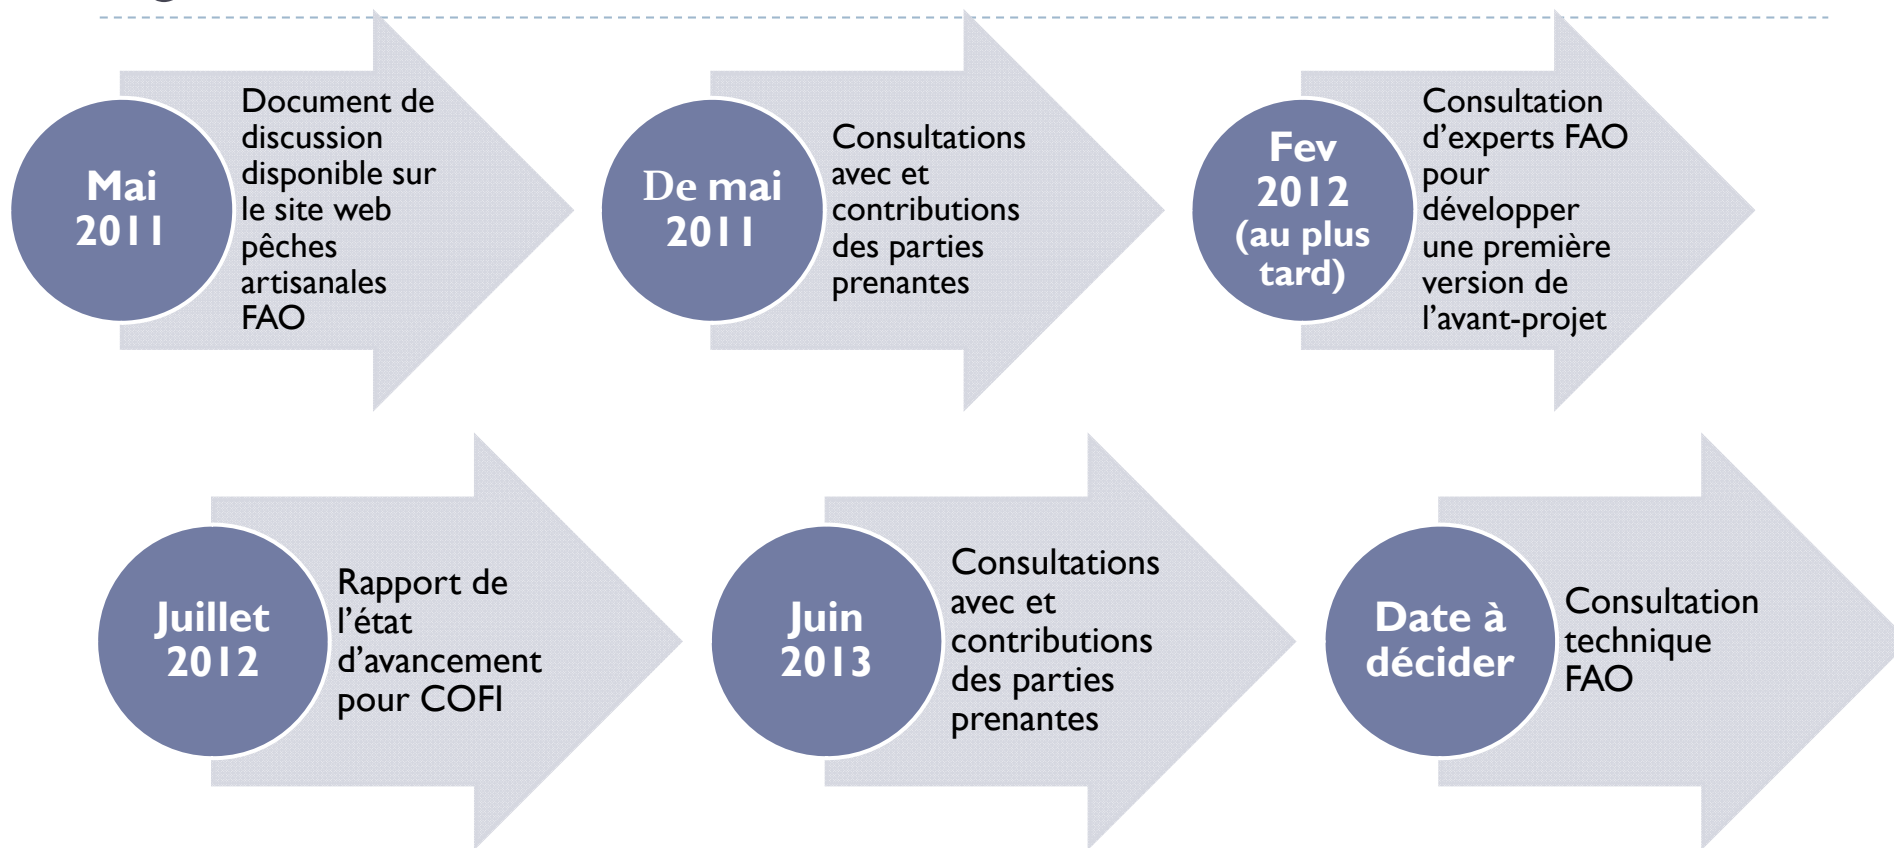 Mai
2011
Document de
discussion
disponible sur
le site web
pêches
artisanales
FAO
De mai
2011
Consultations
avec et
contributions
des parties
prenantes
Fev
2012
(au plus
tard)
Consultation
d’experts FAO
pour
développer
une première
version de
l’avant-projet
Juillet
2012
Rapport de
l’état
d’avancement
pour COFI
Juin
2013
Consultations
avec et
contributions
des parties
prenantes
Date à
décider
Consultation
technique
FAO